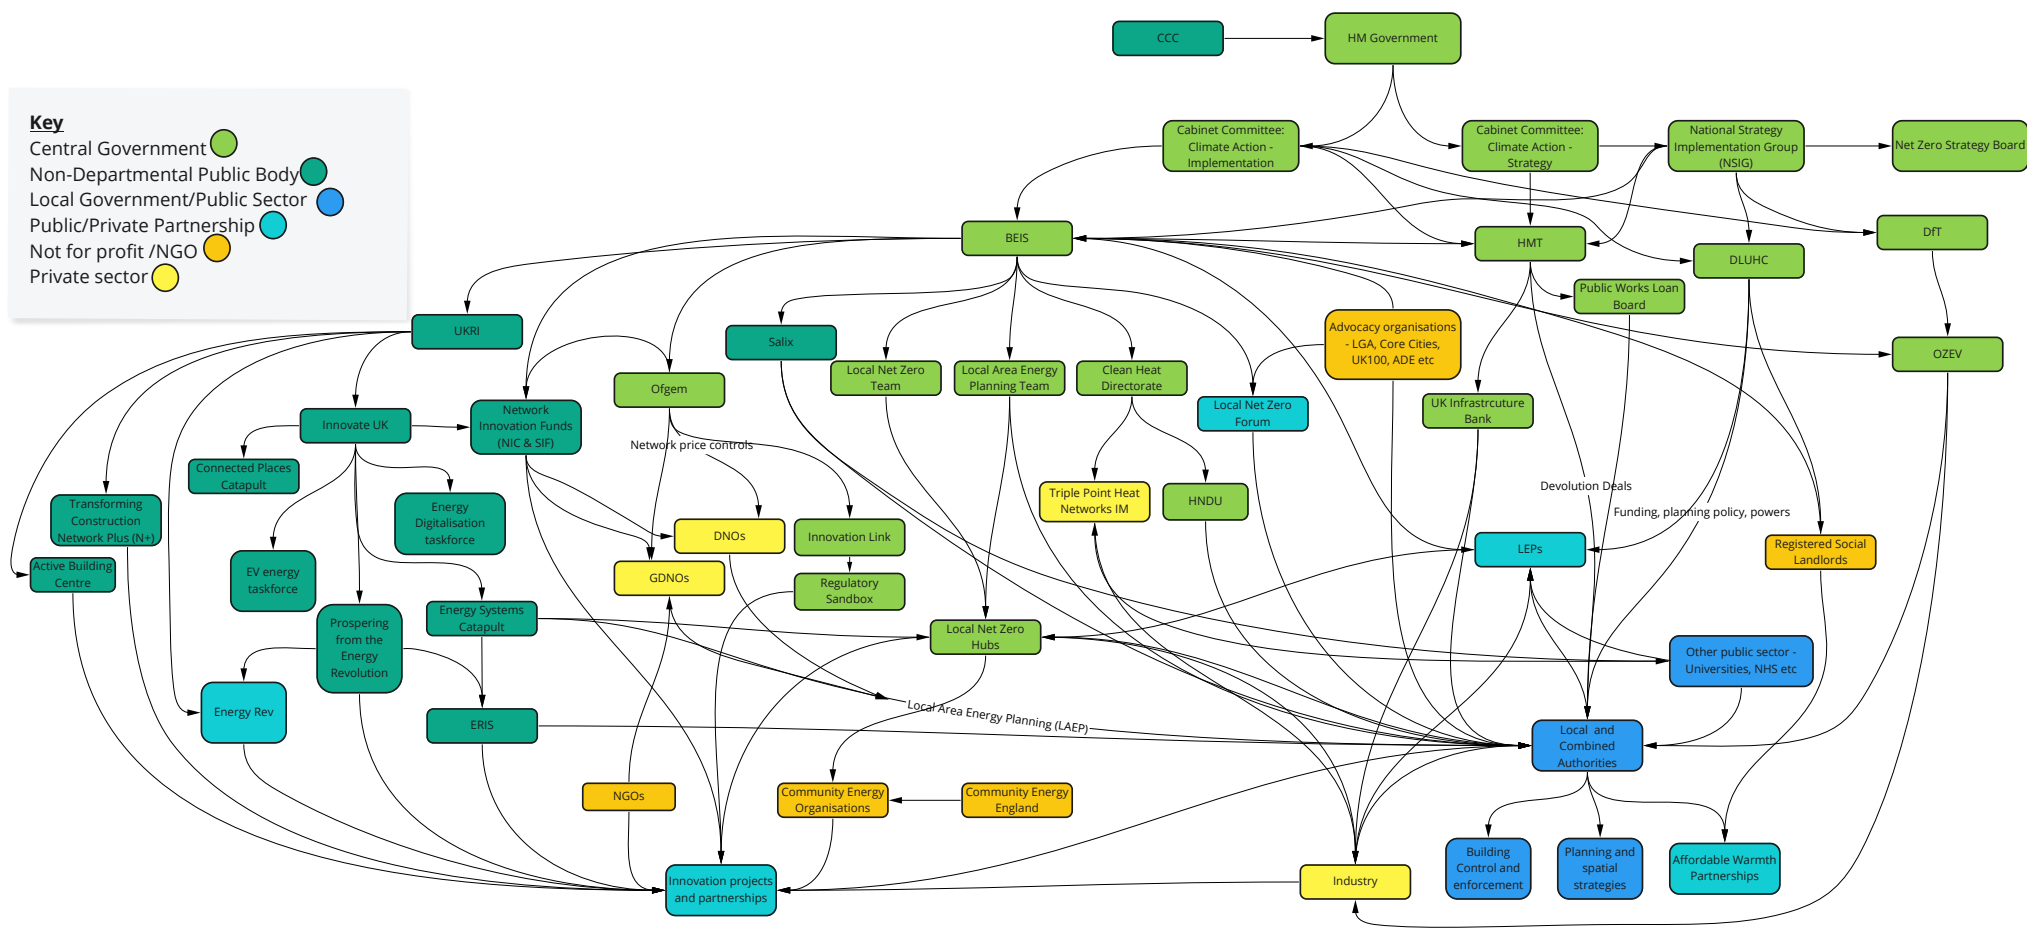 CCC
HM Government
Key
Central Government
Non-Departmental Public Body
Local Government/Public Sector
Public/Private Partnership
Not for profit /NGO
Private sector
Cabinet Committee:
Climate Action -
Implementation
Cabinet Committee:
Climate Action -
Strategy
National Strategy
Implementation Group
(NSIG)
Net Zero Strategy Board
BEIS
HMT
DLUHC
DfT
Public Works Loan
Board
UKRI
Salix
Advocacy organisations
- LGA, Core Cities,
UK100, ADE etc
OZEV
Ofgem
Local Net Zero
Team
Local Area Energy
Planning Team
Clean Heat
Directorate
Local Net Zero
Forum
UK Infrastrcuture
Bank
Innovate UK
Network
Innovation Funds
(NIC & SIF)
Network price controls
Connected Places
Catapult
Transforming
Construction
Network Plus (N+)
Energy
Digitalisation
taskforce
Triple Point Heat
Networks IM
HNDU
Devolution Deals
Funding, planning policy, powers
DNOs
Innovation Link
LEPs
Registered Social
Landlords
Active Building
Centre
EV energy
taskforce
GDNOs
Regulatory
Sandbox
Prospering
from the
Energy
Revolution
Energy Systems
Catapult
Local Net Zero
Hubs
Other public sector -
Universities, NHS etc
Energy Rev
ERIS
Local Area Energy Planning (LAEP)
Local and
Combined
Authorities
NGOs
Community Energy
Organisations
Community Energy
England
Innovation projects
and partnerships
Industry
Building
Control and
enforcement
Planning and
spatial
strategies
Affordable Warmth
Partnerships